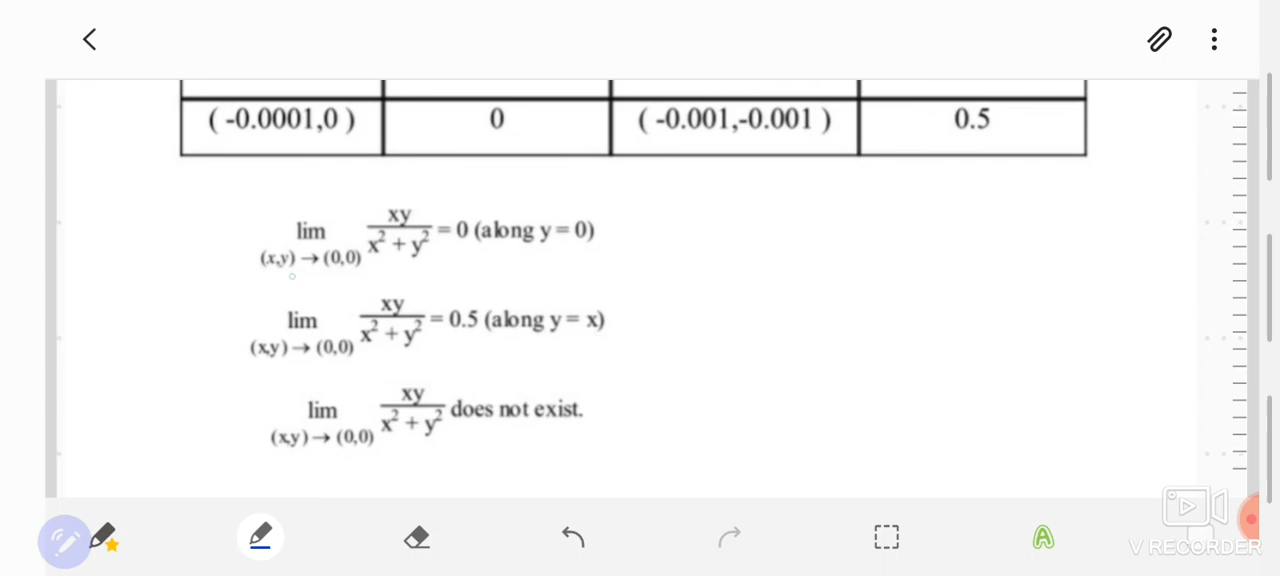 ( -0.0001,0 ) 0 ( -0.001,-0.001 ) 0.5
lim (x,y) → (0,0) xy / x² + y² = 0 (along y = 0)
lim (x,y) → (0,0) xy / x² + y² = 0.5 (along y = x)
lim (x,y) → (0,0) xy / x² + y² does not exist.
A
V RECORDER